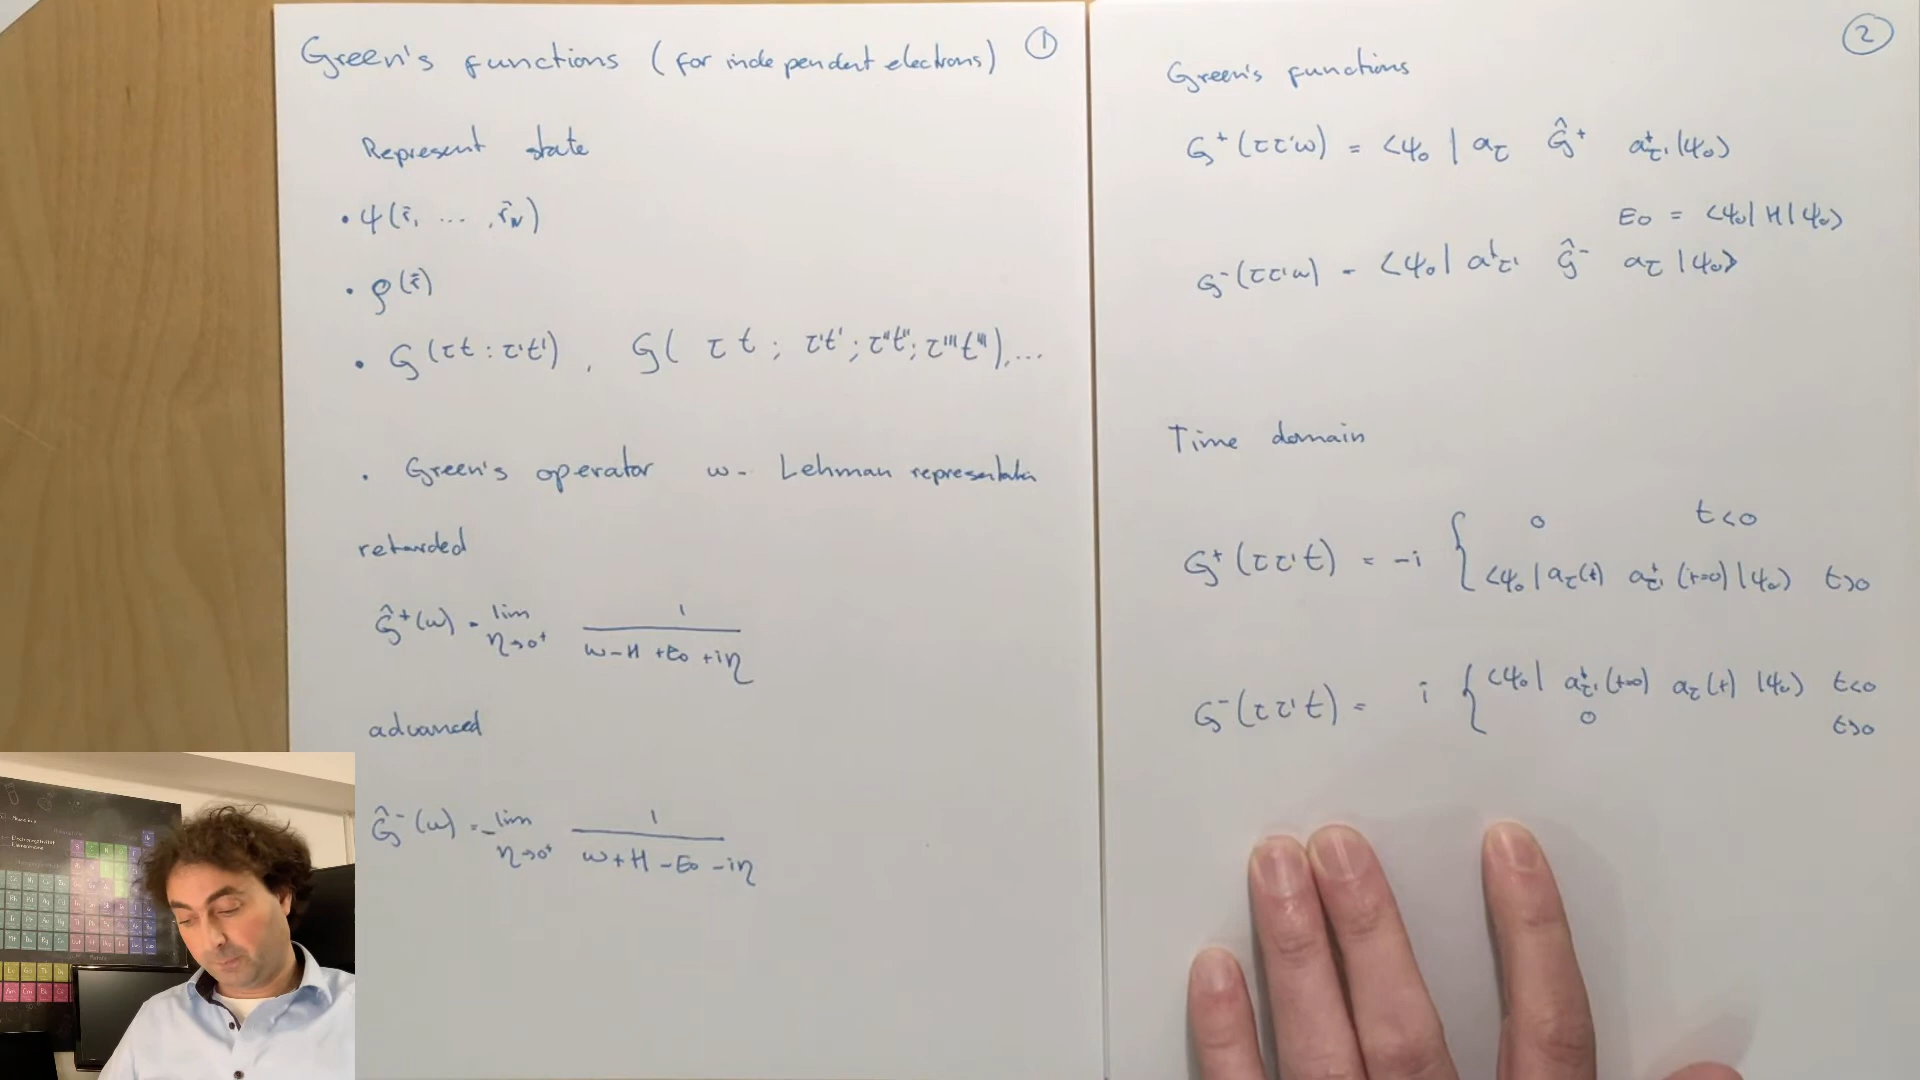 Green's functions (for independent electrons) ①
Represent state
• ψ(r̄, ... , r̄_N)
• ρ(r̄)
• G(τt : τ't') , G( τ t ; τ't' ; τ''t'' ; τ'''t''' ), ...
. Green's operator ω - Lehman representation
retarded
Ĝ⁺(ω) = lim η→0⁺ 1 / (ω - H + E₀ + iη)
advanced
Ĝ⁻(ω) = - lim η→0⁺ 1 / (ω + H - E₀ - iη)
②
Green's functions
G⁺(ττ'ω) = <ψ₀ | a_τ Ĝ⁺ a†_τ' |ψ₀>
E₀ = <ψ₀| H |ψ₀>
G⁻(ττ'ω) = <ψ₀| a†_τ' Ĝ⁻ a_τ |ψ₀>
Time domain
G⁺(ττ't) = -i { 0 t<0
<ψ₀ | a_τ(t) a†_τ' (t=0) |ψ₀> t>0
G⁻(ττ't) = i { <ψ₀| a†_τ' (t=0) a_τ(t) |ψ₀> t<0
0 t>0